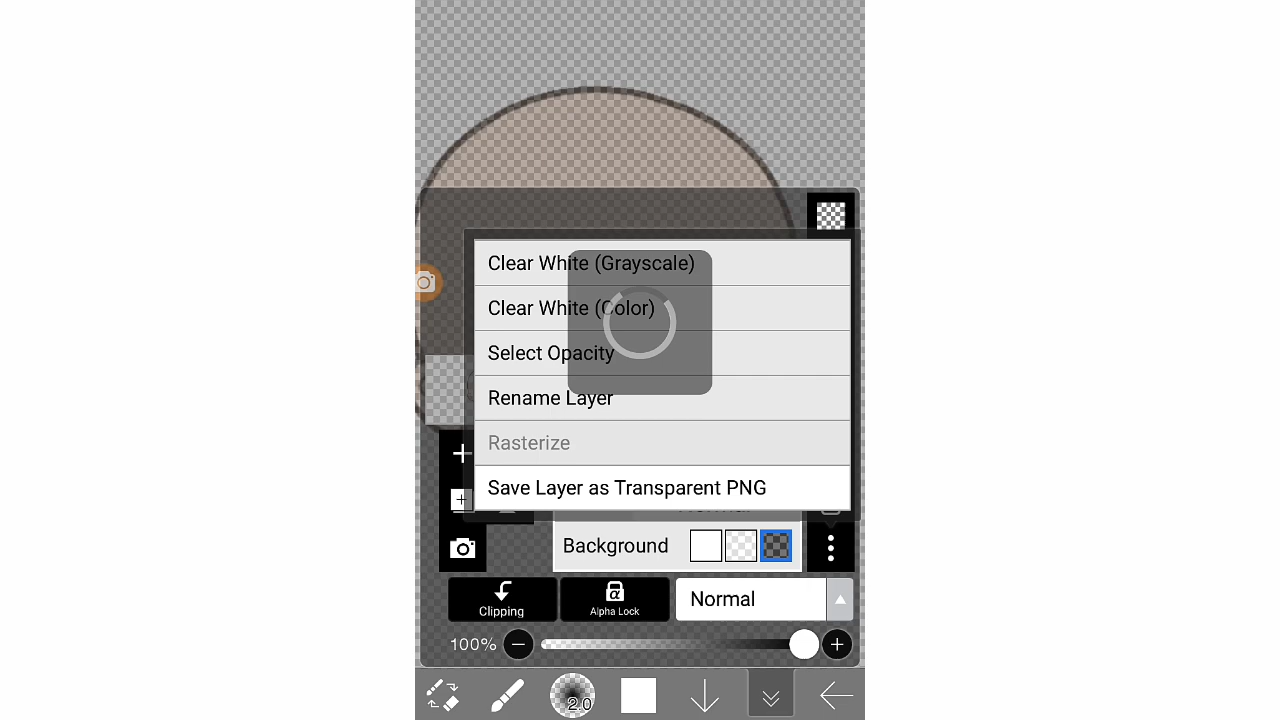 Clear White (Grayscale)
Clear White (Color)
Select Opacity
Rename Layer
Rasterize
Save Layer as Transparent PNG
Normal
Background
Clipping
α
Alpha Lock
Normal
100%
2.0